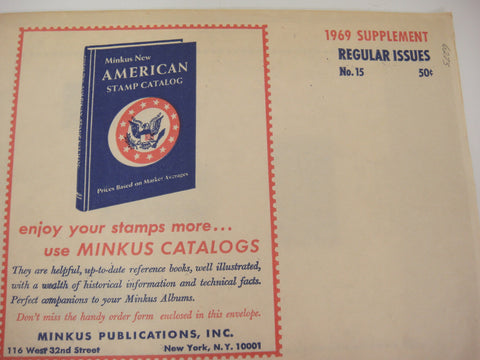 1969 SUPPLEMENT
REGULAR ISSUES
No. 15 50¢
Minkus New
AMERICAN
STAMP CATALOG
Prices Based on Market Averages
enjoy your stamps more...
use MINKUS CATALOGS
They are helpful, up-to-date reference books, well illustrated,
with a wealth of historical information and technical facts.
Perfect companions to your Minkus Albums.
Don't miss the handy order form enclosed in this envelope.
MINKUS PUBLICATIONS, INC.
116 West 32nd Street New York, N.Y. 10001